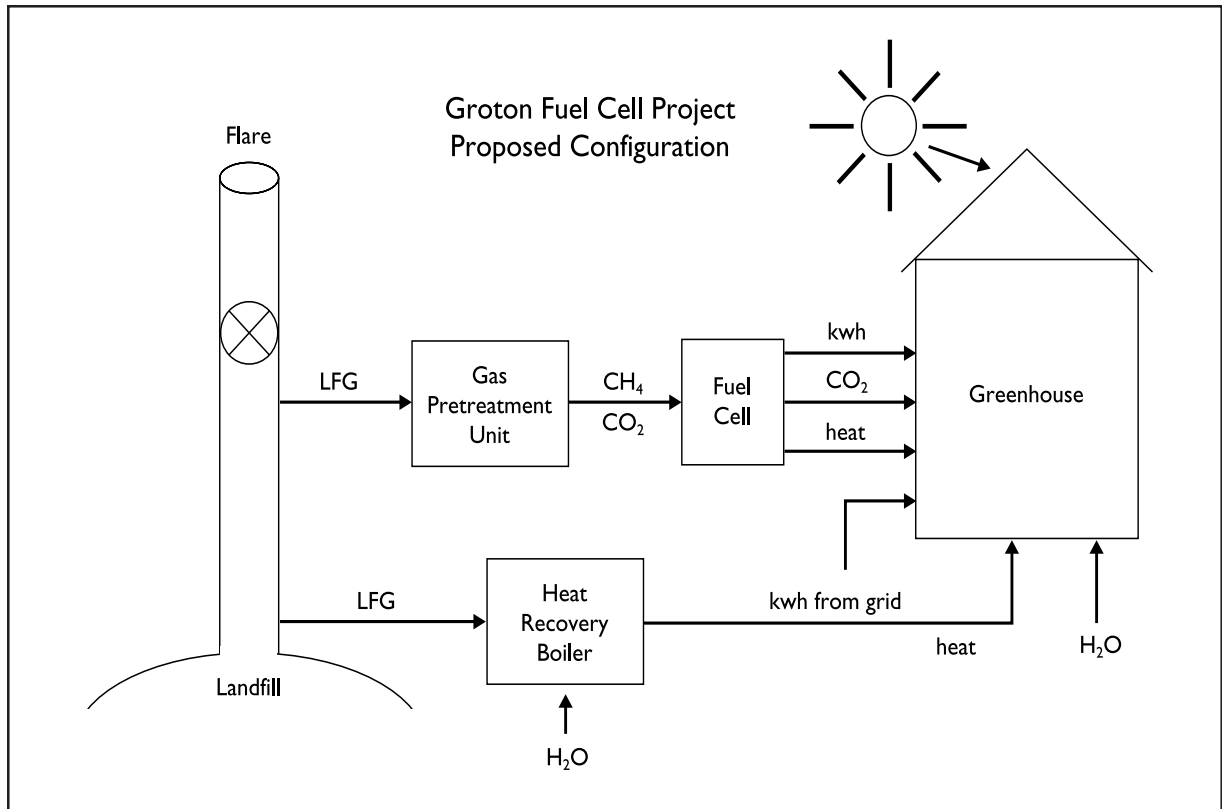 Groton Fuel Cell Project
Proposed Configuration
Flare
LFG
Gas
Pretreatment
Unit
CH₄
CO₂
Fuel
Cell
kwh
CO₂
heat
Greenhouse
LFG
Heat
Recovery
Boiler
kwh from grid
heat
H₂O
Landfill
H₂O